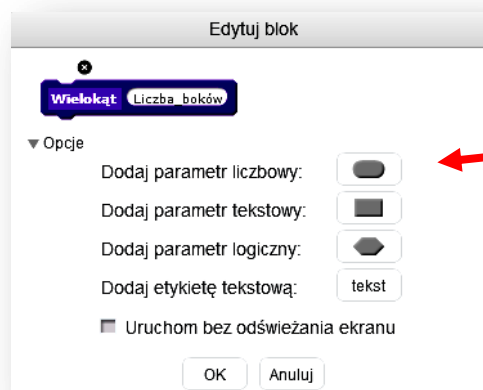 Edytuj blok
Wielokąt Liczba_boków
Opcje
Dodaj parametr liczbowy:
Dodaj parametr tekstowy:
Dodaj parametr logiczny:
Dodaj etykietę tekstową: tekst
Uruchom bez odświeżania ekranu
OK Anuluj